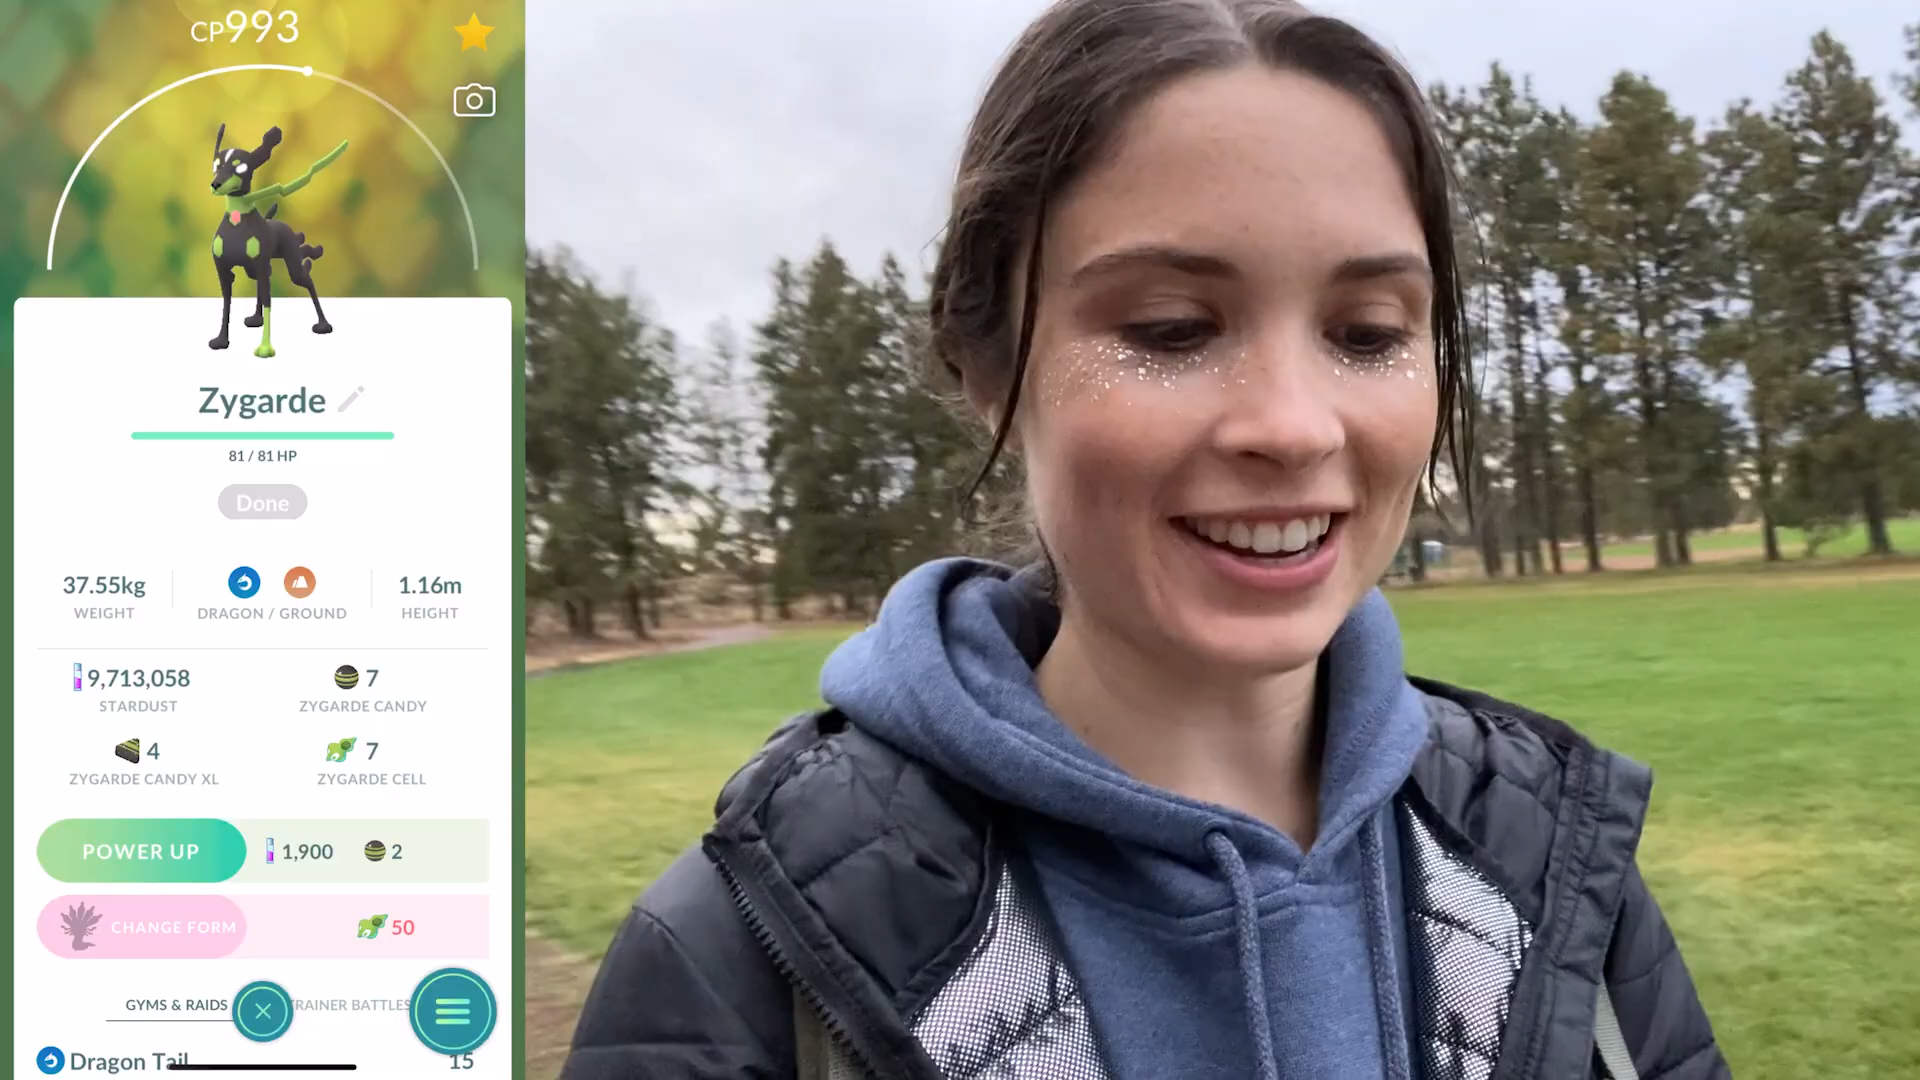 CP993
Zygarde
81 / 81 HP
Done
37.55kg
WEIGHT
DRAGON / GROUND
1.16m
HEIGHT
9,713,058
STARDUST
7
ZYGARDE CANDY
4
ZYGARDE CANDY XL
7
ZYGARDE CELL
POWER UP 1,900 2
CHANGE FORM 50
GYMS & RAIDS TRAINER BATTLES
Dragon Tail 15